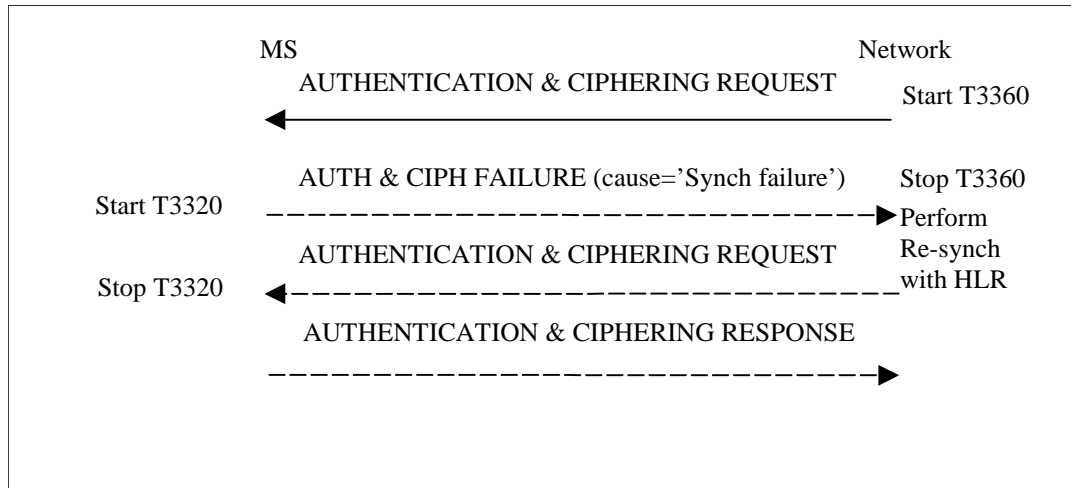 MS
Network
AUTHENTICATION & CIPHERING REQUEST
Start T3360
AUTH & CIPH FAILURE (cause='Synch failure')
Stop T3360
Start T3320
Perform
Re-synch
with HLR
AUTHENTICATION & CIPHERING REQUEST
Stop T3320
AUTHENTICATION & CIPHERING RESPONSE